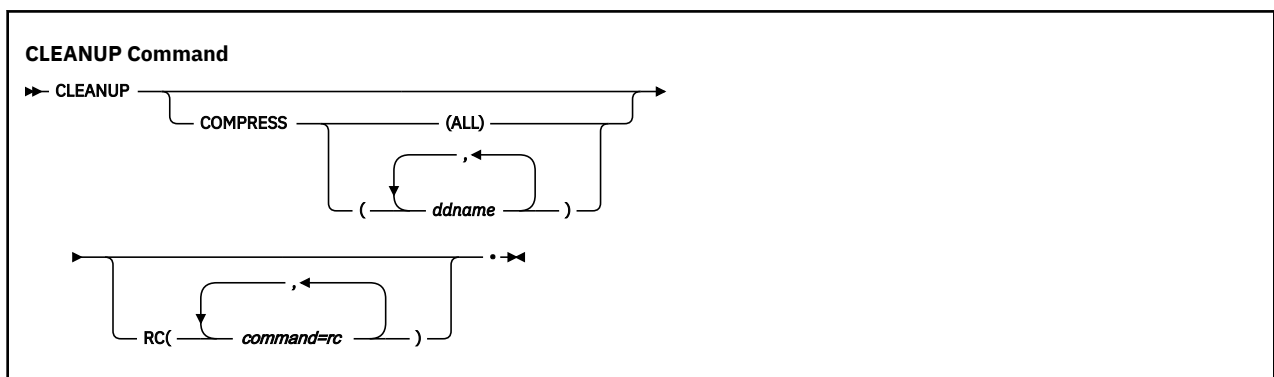 CLEANUP Command
CLEANUP
COMPRESS (ALL)
,
( ddname )
.
,
RC( command=rc )